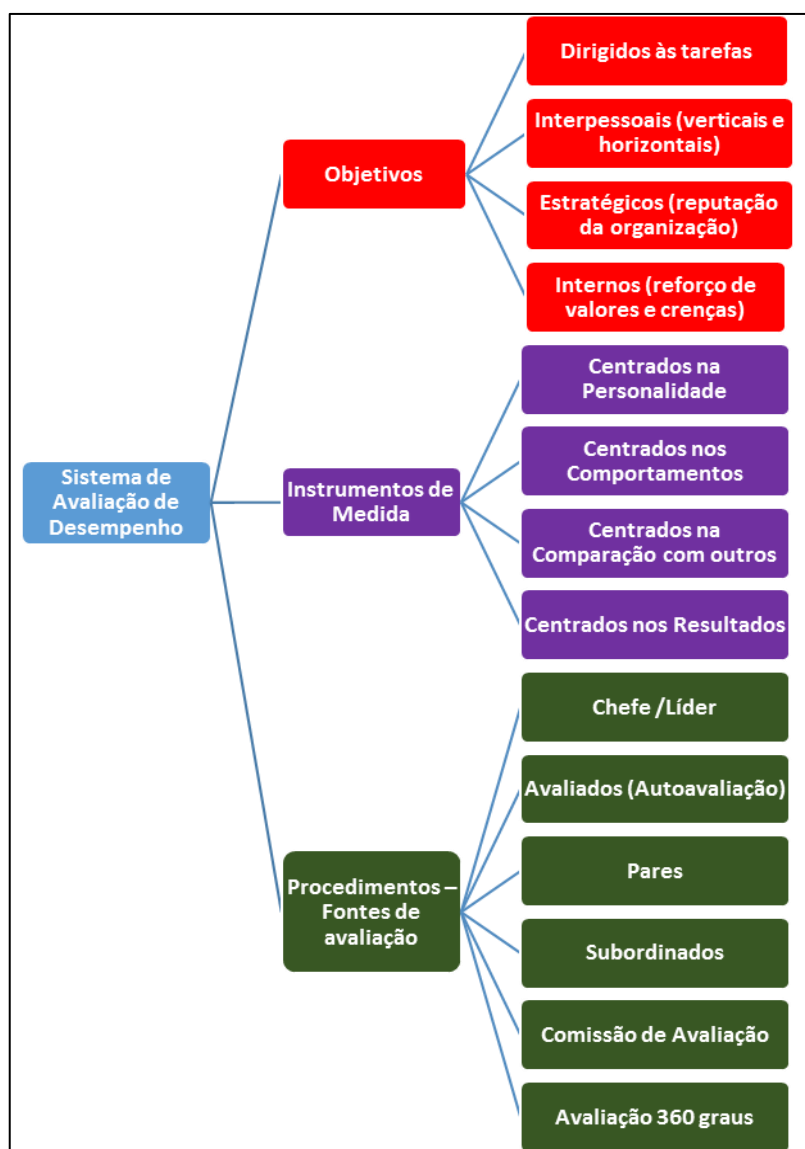 Sistema de
Avaliação de
Desempenho
Objetivos
Dirigidos às tarefas
Interpessoais (verticais e
horizontais)
Estratégicos (reputação
da organização)
Internos (reforço de
valores e crenças)
Instrumentos de
Medida
Centrados na
Personalidade
Centrados nos
Comportamentos
Centrados na
Comparação com outros
Centrados nos Resultados
Procedimentos –
Fontes de
avaliação
Chefe /Líder
Avaliados (Autoavaliação)
Pares
Subordinados
Comissão de Avaliação
Avaliação 360 graus